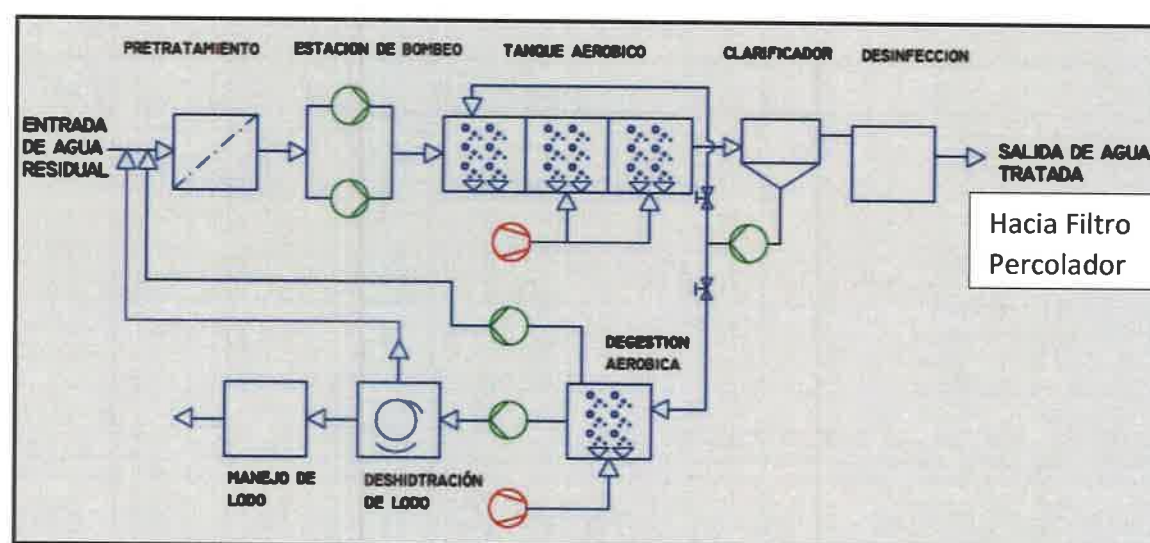 PRETRATAMIENTO
ESTACION DE BOMBEO
TANQUE AEROBICO
CLARIFICADOR
DESINFECCION
ENTRADA
DE AGUA
RESIDUAL
SALIDA DE AGUA
TRATADA
Hacia Filtro
Percolador
DEGESTION
AEROBICA
MANEJO DE
LODO
DESHIDTRACIÓN
DE LODO